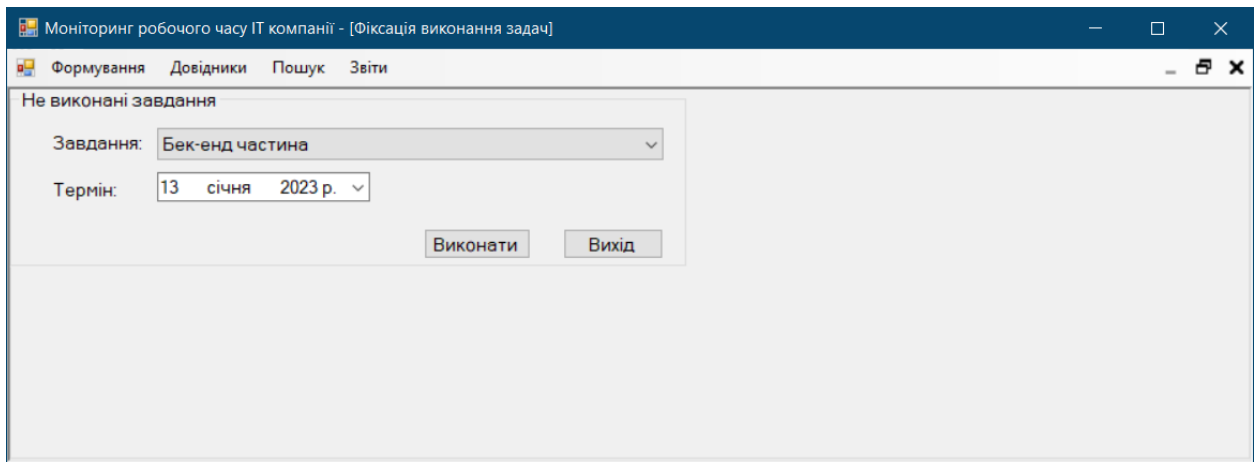 Моніторинг робочого часу ІТ компанії - [Фіксація виконання задач]
Формування Довідники Пошук Звіти
Не виконані завдання
Завдання: Бек-енд частина
Термін: 13 січня 2023 р.
Виконати Вихід